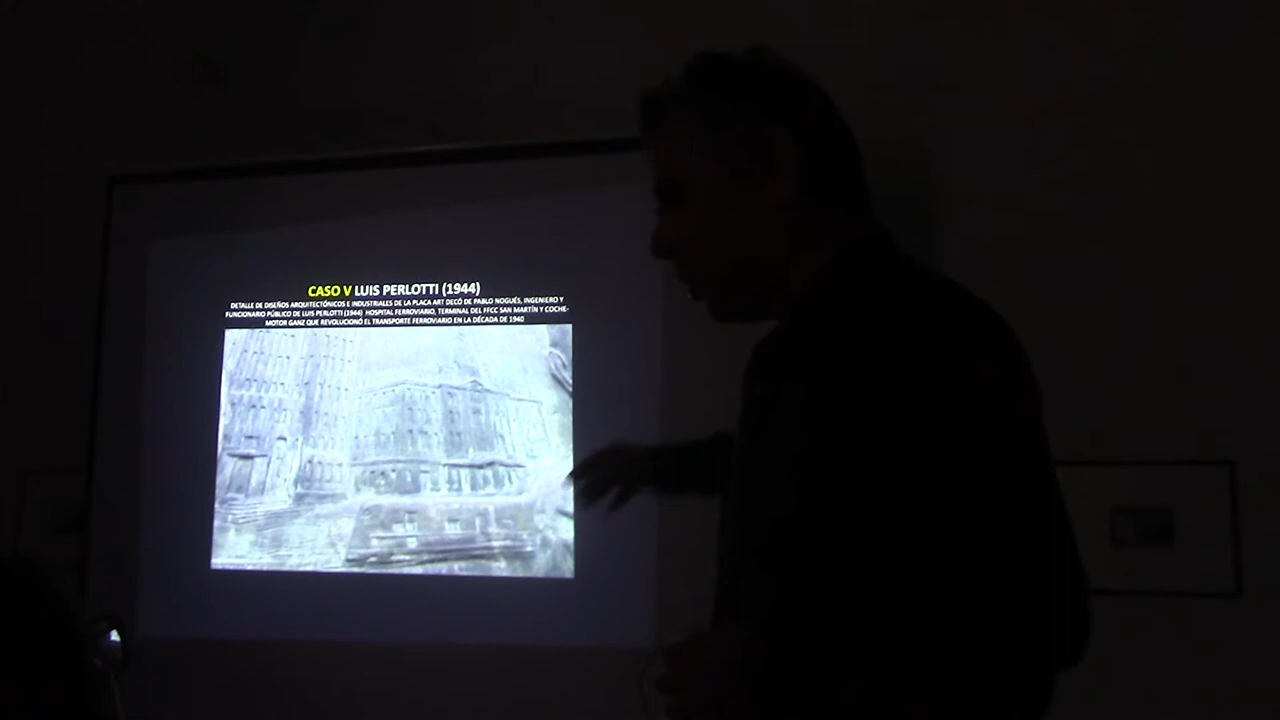 CASO V LUIS PERLOTTI (1944)
DETALLE DE DISEÑOS ARQUITECTÓNICOS E INDUSTRIALES DE LA PLACA ART DECÓ DE PABLO NOGUÉS, INGENIERO Y
FUNCIONARIO PÚBLICO DE LUIS PERLOTTI (1944) HOSPITAL FERROVIARIO, TERMINAL DEL FFCC SAN MARTÍN Y COCHE-
MOTOR GANZ QUE REVOLUCIONÓ EL TRANSPORTE FERROVIARIO EN LA DÉCADA DE 1940